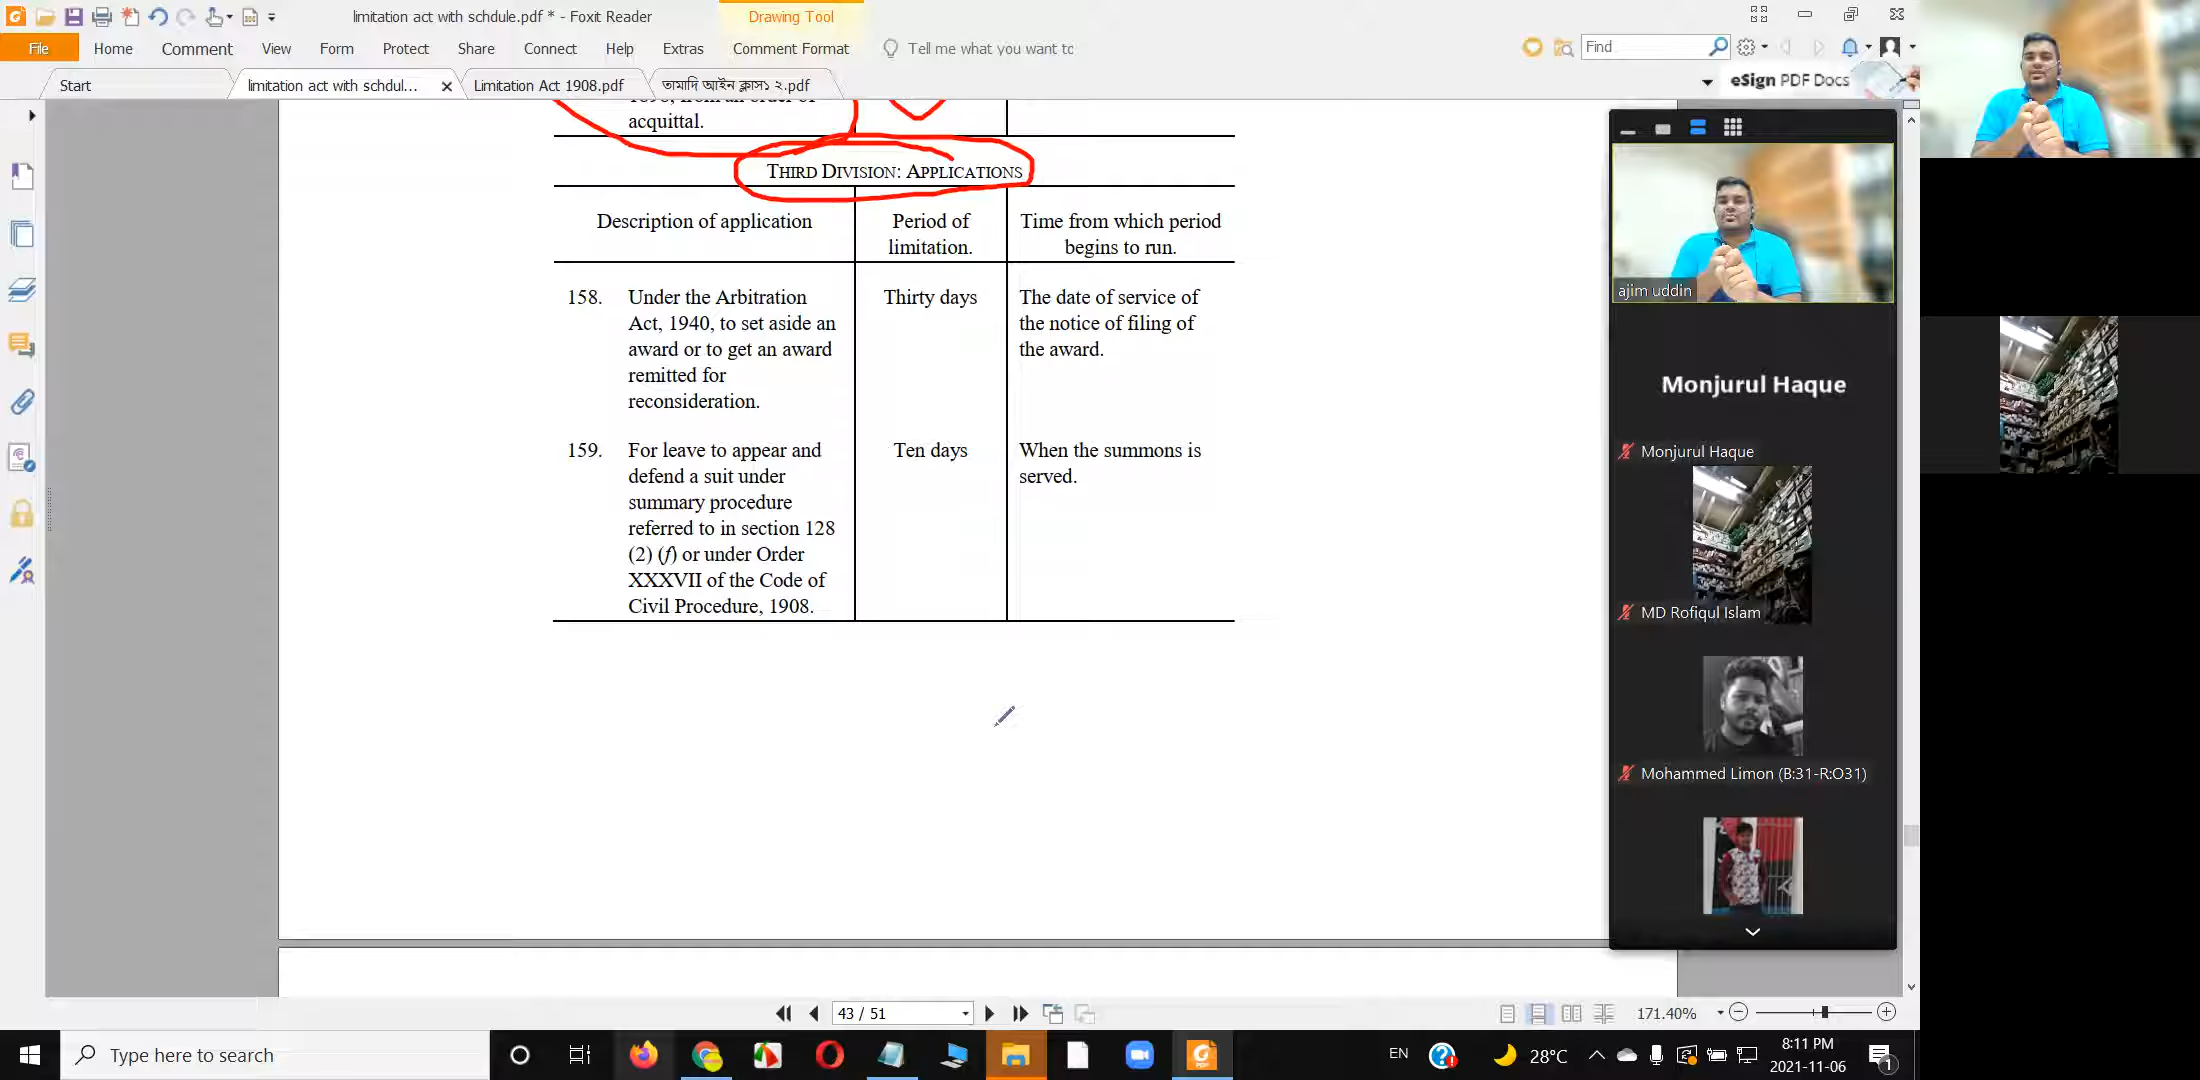 limitation act with schdule.pdf * - Foxit Reader
Drawing Tool
File
Home
Comment
View
Form
Protect
Share
Connect
Help
Extras
Comment Format
Tell me what you want to
Find
Start
limitation act with schdul...
Limitation Act 1908.pdf
তামাদি আইন ক্লাস১ ২.pdf
eSign PDF Docs
acquittal.
THIRD DIVISION: APPLICATIONS
Description of application
Period of limitation.
Time from which period begins to run.
158.
Under the Arbitration
Act, 1940, to set aside an
award or to get an award
remitted for
reconsideration.
Thirty days
The date of service of
the notice of filing of
the award.
159.
For leave to appear and
defend a suit under
summary procedure
referred to in section 128
(2) (f) or under Order
XXXVII of the Code of
Civil Procedure, 1908.
Ten days
When the summons is
served.
ajim uddin
Monjurul Haque
Monjurul Haque
MD Rofiqul Islam
Mohammed Limon (B:31-R:O31)
43 / 51
171.40%
Type here to search
EN
28°C
8:11 PM
2021-11-06
1